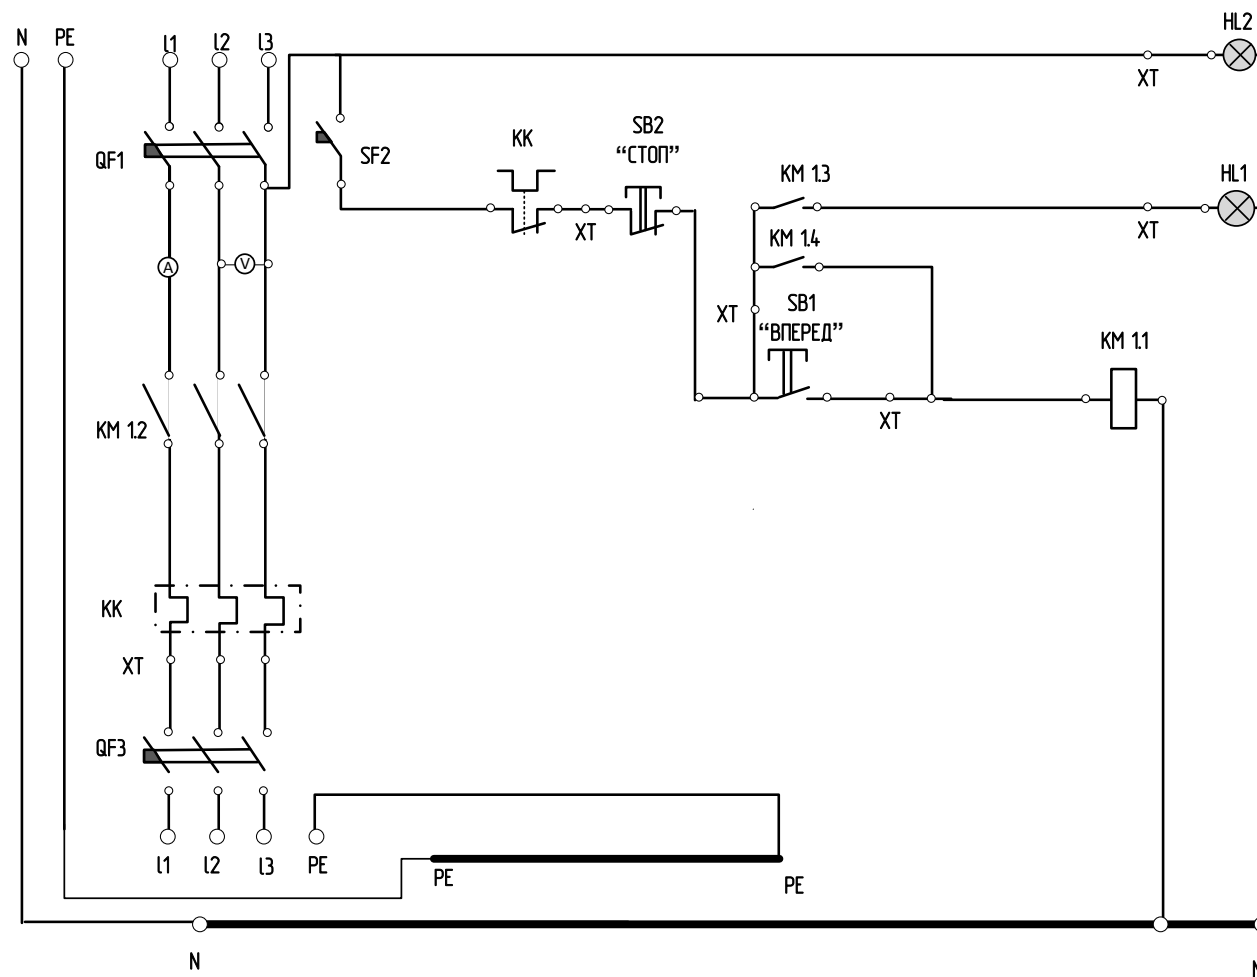 N
PE
l1
l2
l3
HL2
XT
QF1
SF2
KK
SB2
“СТОП”
XT
KM 1.3
HL1
XT
KM 1.4
A
V
XT
SB1
“ВПЕРЕД”
KM 1.1
KM 1.2
XT
KK
XT
QF3
l1
l2
l3
PE
PE
PE
N